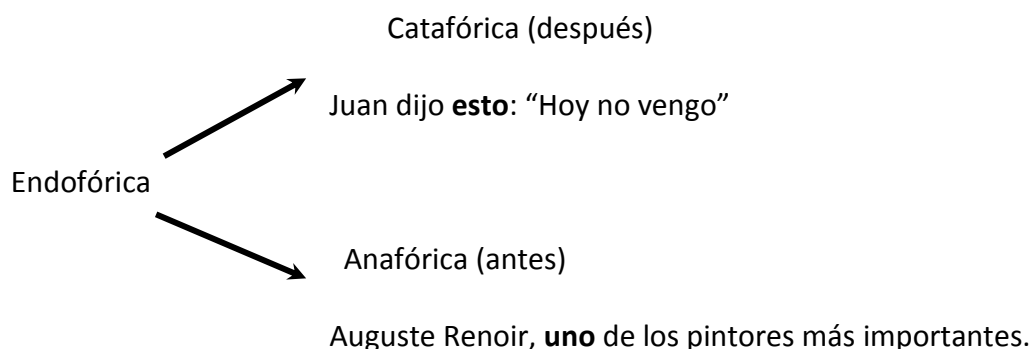 Catafórica (después)
Juan dijo esto: “Hoy no vengo”
Endofórica
Anafórica (antes)
Auguste Renoir, uno de los pintores más importantes.